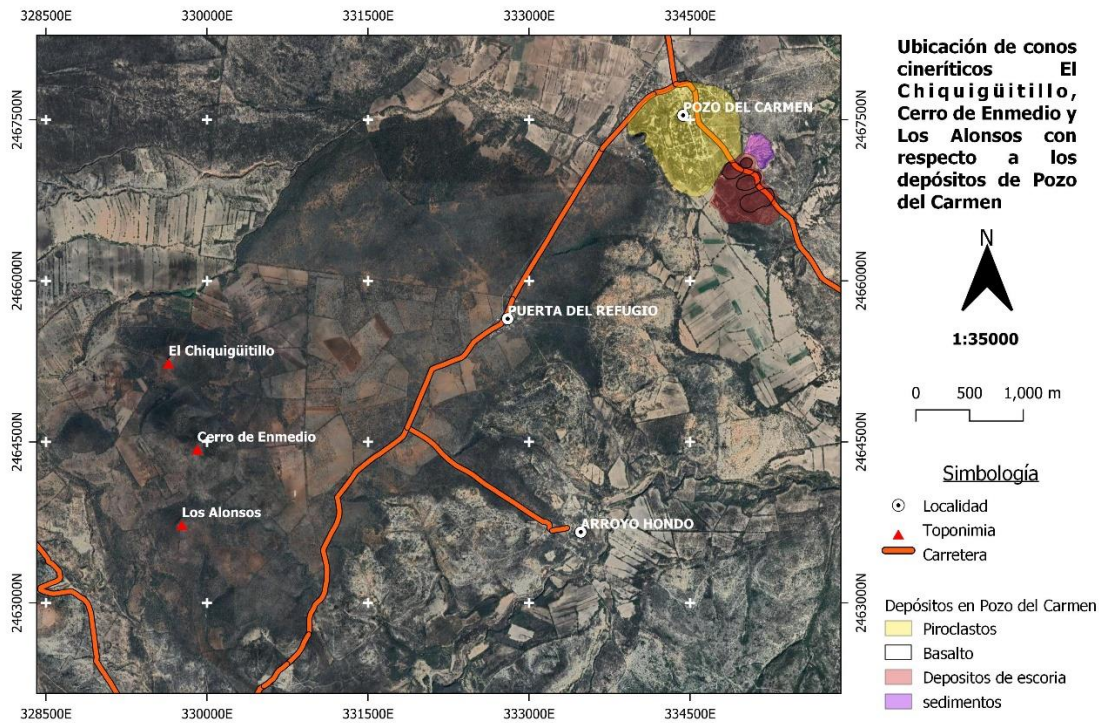 328500E 330000E 331500E 333000E 334500E
2467500N 2467500N
2466000N 2466000N
2464500N 2464500N
2463000N 2463000N
POZO DEL CARMEN
PUERTA DEL REFUGIO
El Chiquigüitillo
Cerro de Enmedio
Los Alonsos
ARROYO HONDO
328500E 330000E 331500E 333000E 334500E
Ubicación de conos
cineríticos El
Chiquigüitillo,
Cerro de Enmedio y
Los Alonsos con
respecto a los
depósitos de Pozo
del Carmen
N
1:35000
0 500 1,000 m
Simbología
Localidad
Toponimia
Carretera
Depósitos en Pozo del Carmen
Piroclastos
Basalto
Depositos de escoria
sedimentos